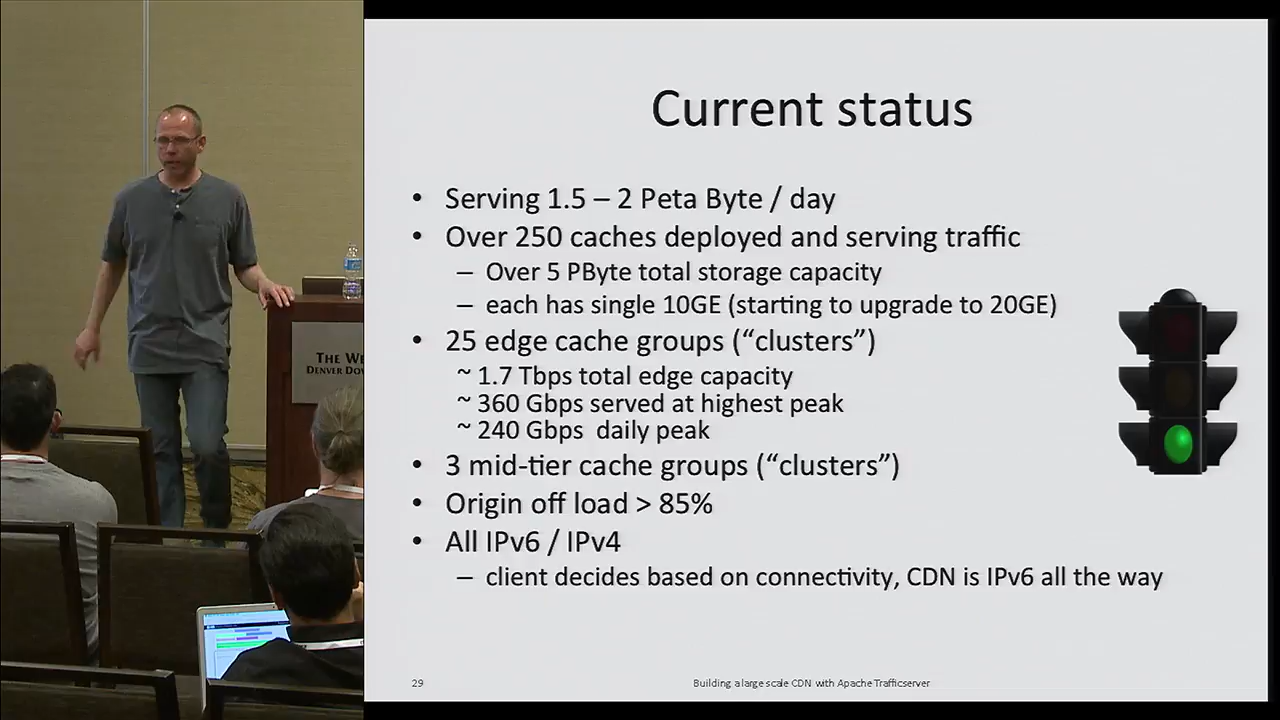 Current status
• Serving 1.5 – 2 Peta Byte / day
• Over 250 caches deployed and serving traffic
– Over 5 PByte total storage capacity
– each has single 10GE (starting to upgrade to 20GE)
• 25 edge cache groups (“clusters”)
~ 1.7 Tbps total edge capacity
~ 360 Gbps served at highest peak
~ 240 Gbps daily peak
• 3 mid-tier cache groups (“clusters”)
• Origin off load > 85%
• All IPv6 / IPv4
– client decides based on connectivity, CDN is IPv6 all the way
29
Building a large scale CDN with Apache Trafficserver
THE
DENVER